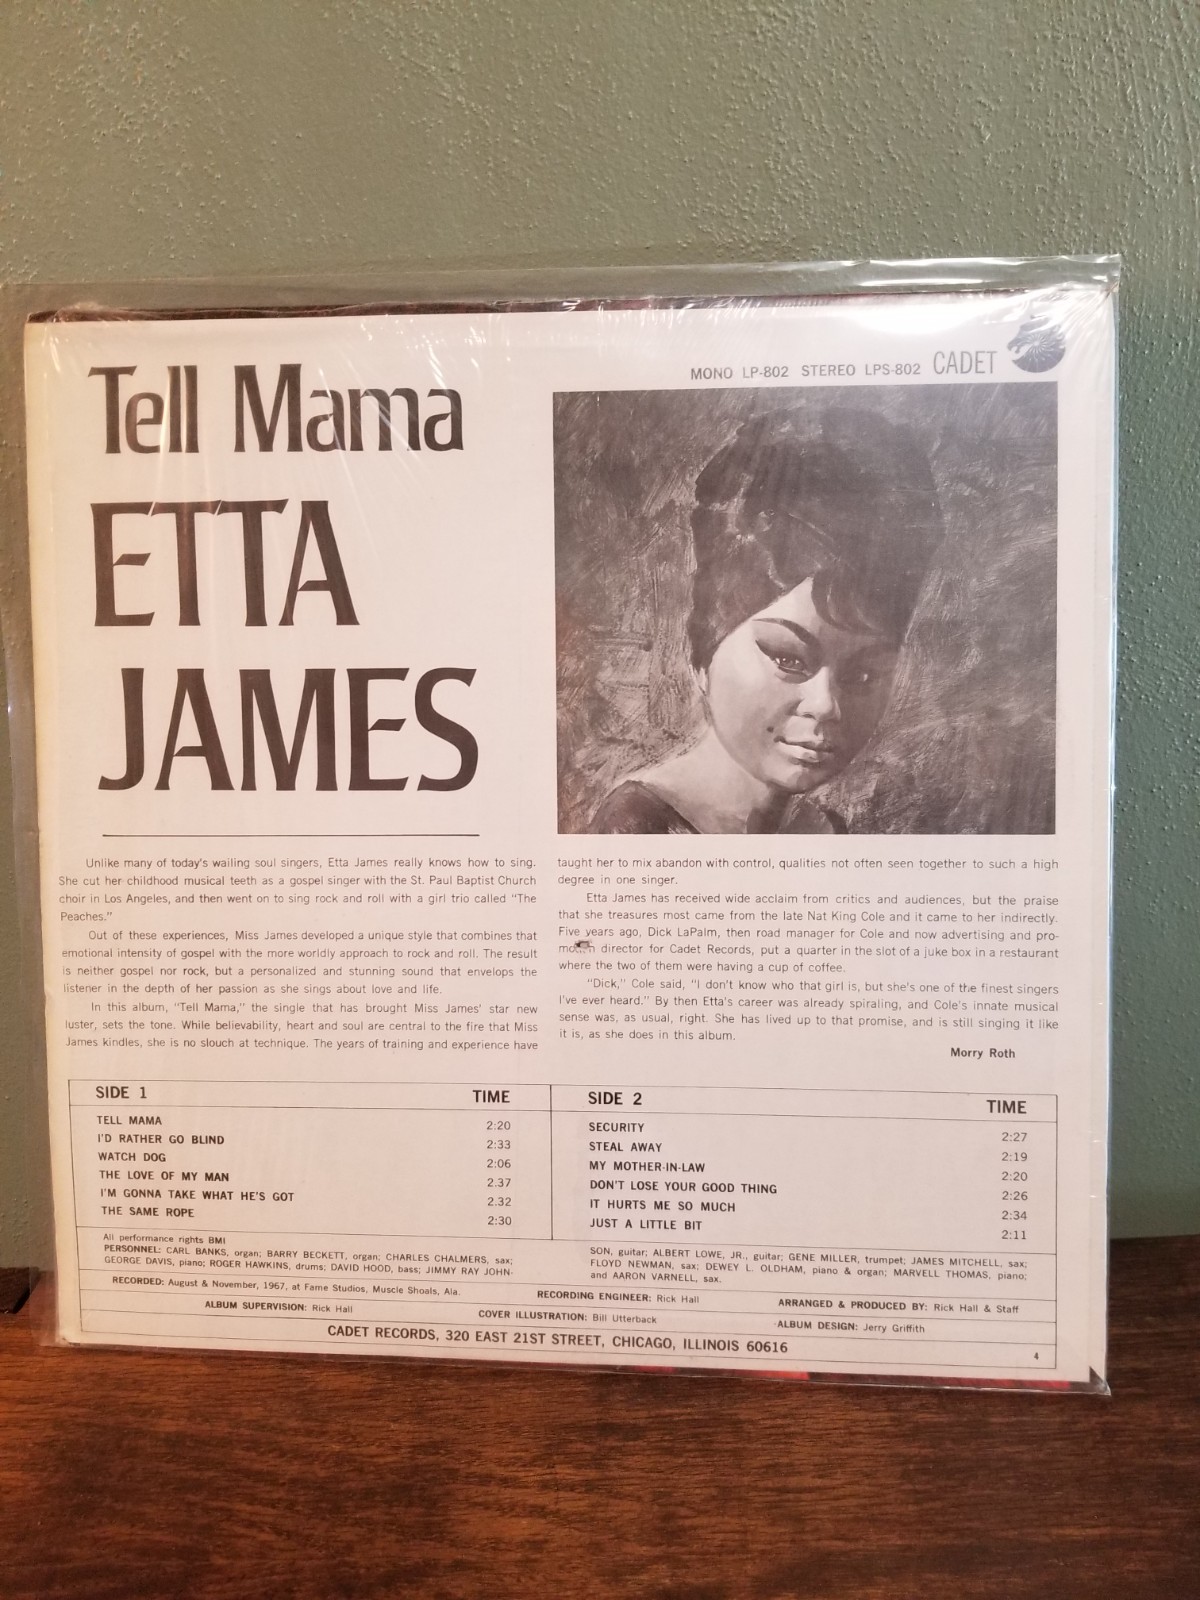 MONO LP-802 STEREO LPS-802 CADET
Tell Mama
ETTA
JAMES
Unlike many of today's wailing soul singers, Etta James really knows how to sing.
She cut her childhood musical teeth as a gospel singer with the St. Paul Baptist Church
choir in Los Angeles, and then went on to sing rock and roll with a girl trio called "The
Peaches."
Out of these experiences, Miss James developed a unique style that combines that
emotional intensity of gospel with the more worldly approach to rock and roll. The result
is neither gospel nor rock, but a personalized and stunning sound that envelops the
listener in the depth of her passion as she sings about love and life.
In this album, "Tell Mama," the single that has brought Miss James' star new
luster, sets the tone. While believability, heart and soul are central to the fire that Miss
James kindles, she is no slouch at technique. The years of training and experience have
taught her to mix abandon with control, qualities not often seen together to such a high
degree in one singer.
Etta James has received wide acclaim from critics and audiences, but the praise
that she treasures most came from the late Nat King Cole and it came to her indirectly.
Five years ago, Dick LaPalm, then road manager for Cole and now advertising and pro-
director for Cadet Records, put a quarter in the slot of a juke box in a restaurant
where the two of them were having a cup of coffee.
"Dick," Cole said, "I don't know who that girl is, but she's one of the finest singers
I've ever heard." By then Etta's career was already spiraling, and Cole's innate musical
sense was, as usual, right. She has lived up to that promise, and is still singing it like
it is, as she does in this album.
Morry Roth
SIDE 1 TIME
TELL MAMA 2:20
I'D RATHER GO BLIND 2:33
WATCH DOG 2:06
THE LOVE OF MY MAN 2.37
I'M GONNA TAKE WHAT HE'S GOT 2.32
THE SAME ROPE 2:30
SIDE 2 TIME
SECURITY 2:27
STEAL AWAY 2:19
MY MOTHER-IN-LAW 2:20
DON'T LOSE YOUR GOOD THING 2:26
IT HURTS ME SO MUCH 2:34
JUST A LITTLE BIT 2:11
All performance rights BMI
PERSONNEL: CARL BANKS, organ; BARRY BECKETT, organ; CHARLES CHALMERS, sax;
GEORGE DAVIS, piano; ROGER HAWKINS, drums; DAVID HOOD, bass; JIMMY RAY JOHN-
SON, guitar; ALBERT LOWE, JR., guitar; GENE MILLER, trumpet; JAMES MITCHELL, sax;
FLOYD NEWMAN, sax; DEWEY L. OLDHAM, piano & organ; MARVELL THOMAS, piano;
and AARON VARNELL, sax.
RECORDED: August & November, 1967, at Fame Studios, Muscle Shoals, Ala. RECORDING ENGINEER: Rick Hall ARRANGED & PRODUCED BY: Rick Hall & Staff
ALBUM SUPERVISION: Rick Hall COVER ILLUSTRATION: Bill Utterback ALBUM DESIGN: Jerry Griffith
CADET RECORDS, 320 EAST 21ST STREET, CHICAGO, ILLINOIS 60616
4